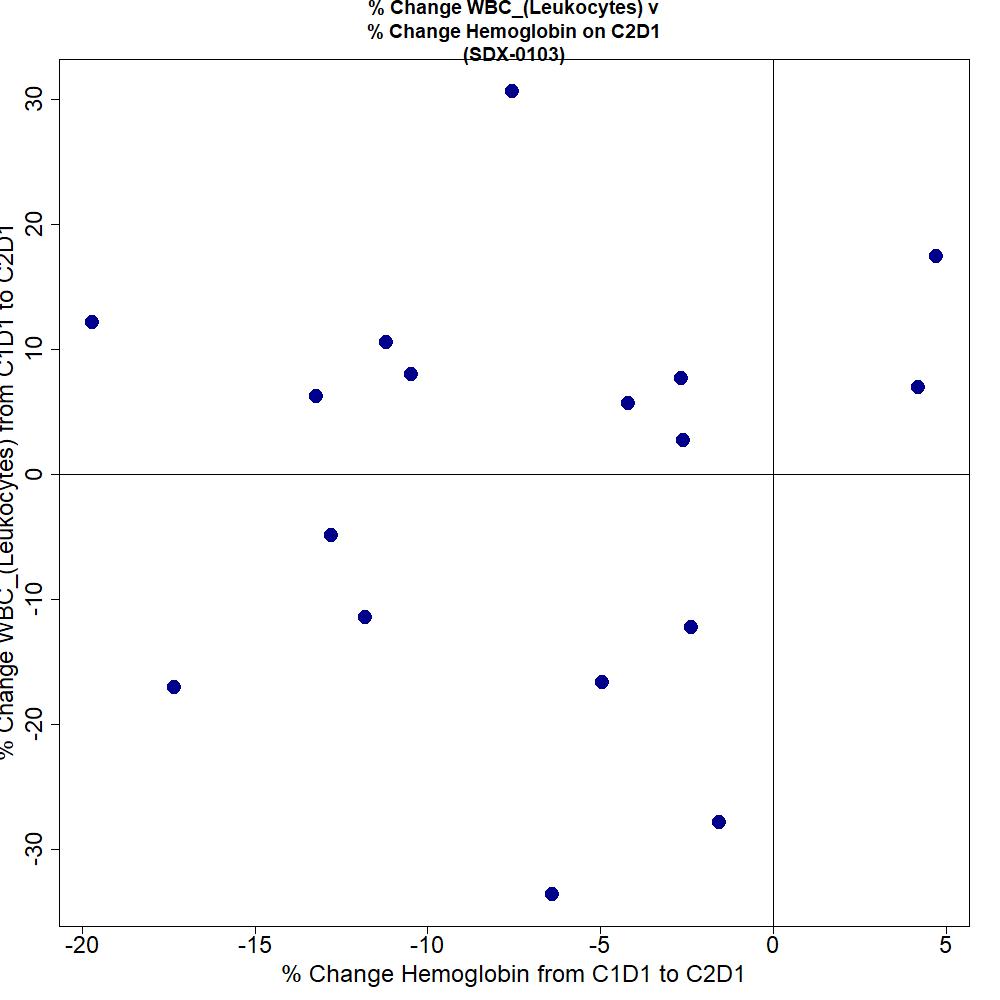 % Change WBC_(Leukocytes) v
% Change Hemoglobin on C2D1
(SDX-0103)
% Change WBC_(Leukocytes) from C1D1 to C2D1
30
20
10
0
-10
-20
-30
-20 -15 -10 -5 0 5
% Change Hemoglobin from C1D1 to C2D1